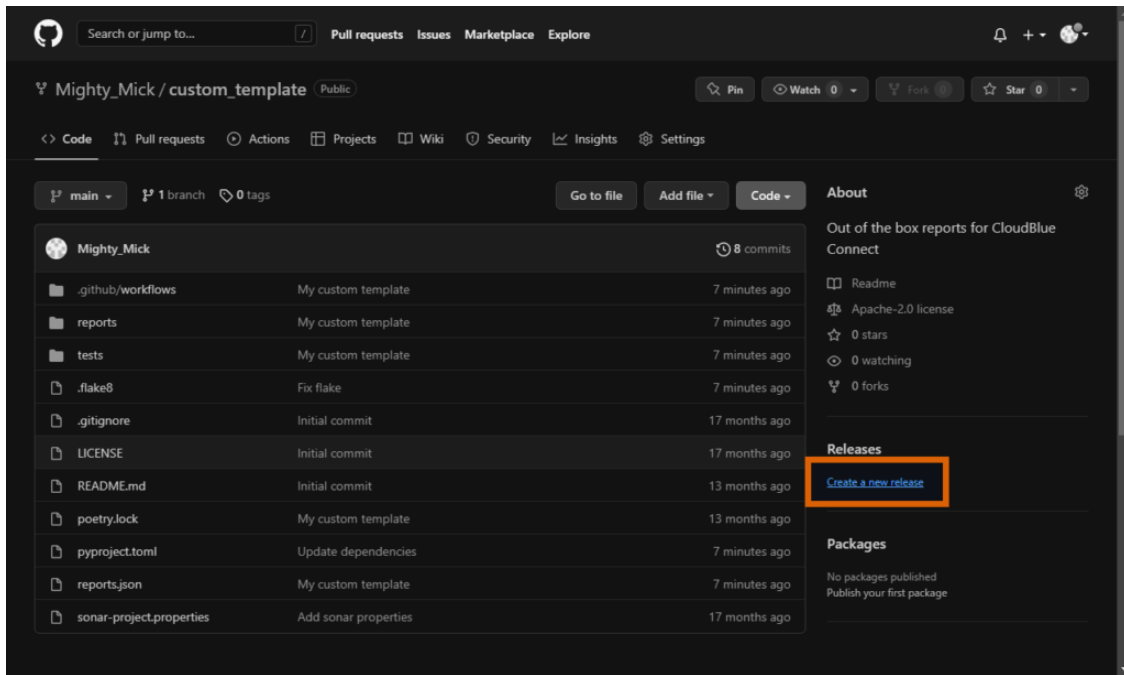 Search or jump to... / Pull requests Issues Marketplace Explore
Mighty_Mick / custom_template Public Pin Watch 0 Fork 0 Star 0
Code Pull requests Actions Projects Wiki Security Insights Settings
main 1 branch 0 tags Go to file Add file Code
Mighty_Mick 8 commits
.github/workflows My custom template 7 minutes ago
reports My custom template 7 minutes ago
tests My custom template 7 minutes ago
.flake8 Fix flake 7 minutes ago
.gitignore Initial commit 17 months ago
LICENSE Initial commit 17 months ago
README.md Initial commit 13 months ago
poetry.lock My custom template 13 months ago
pyproject.toml Update dependencies 7 minutes ago
reports.json My custom template 7 minutes ago
sonar-project.properties Add sonar properties 17 months ago
About
Out of the box reports for CloudBlue
Connect
Readme
Apache-2.0 license
0 stars
0 watching
0 forks
Releases
Create a new release
Packages
No packages published
Publish your first package